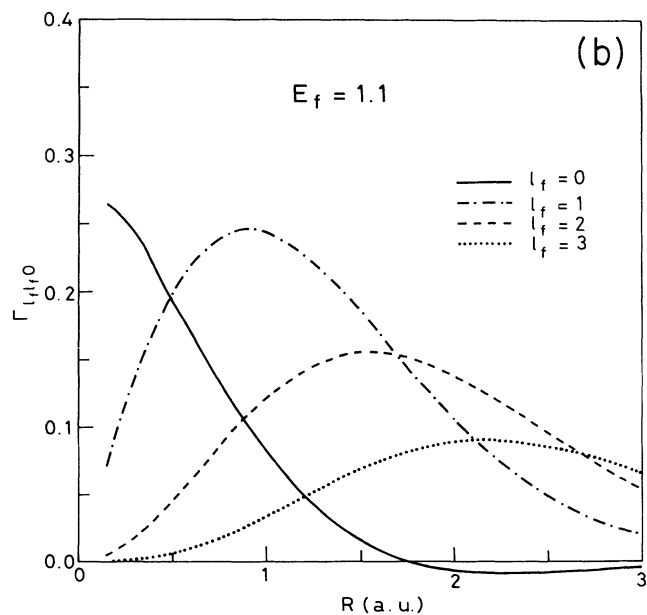 0.4
(b)
E_f = 1.1
0.3
l_f = 0
l_f = 1
l_f = 2
l_f = 3
Γ_{l_f l_f 0}
0.2
0.1
0.0
0 1 2 3
R (a.u.)